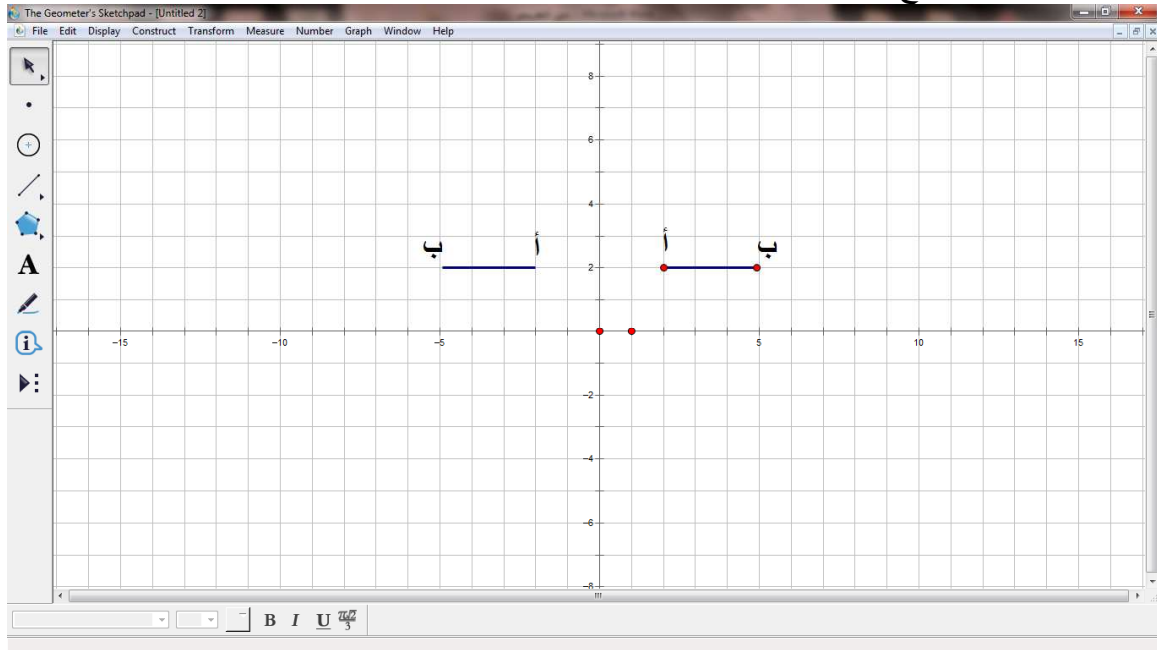 The Geometer's Sketchpad - [Untitled 2]
File Edit Display Construct Transform Measure Number Graph Window Help
8
6
4
ب أ أ ب
2
-15 -10 -5 5 10 15
-2
-4
-6
-8
A
B I U